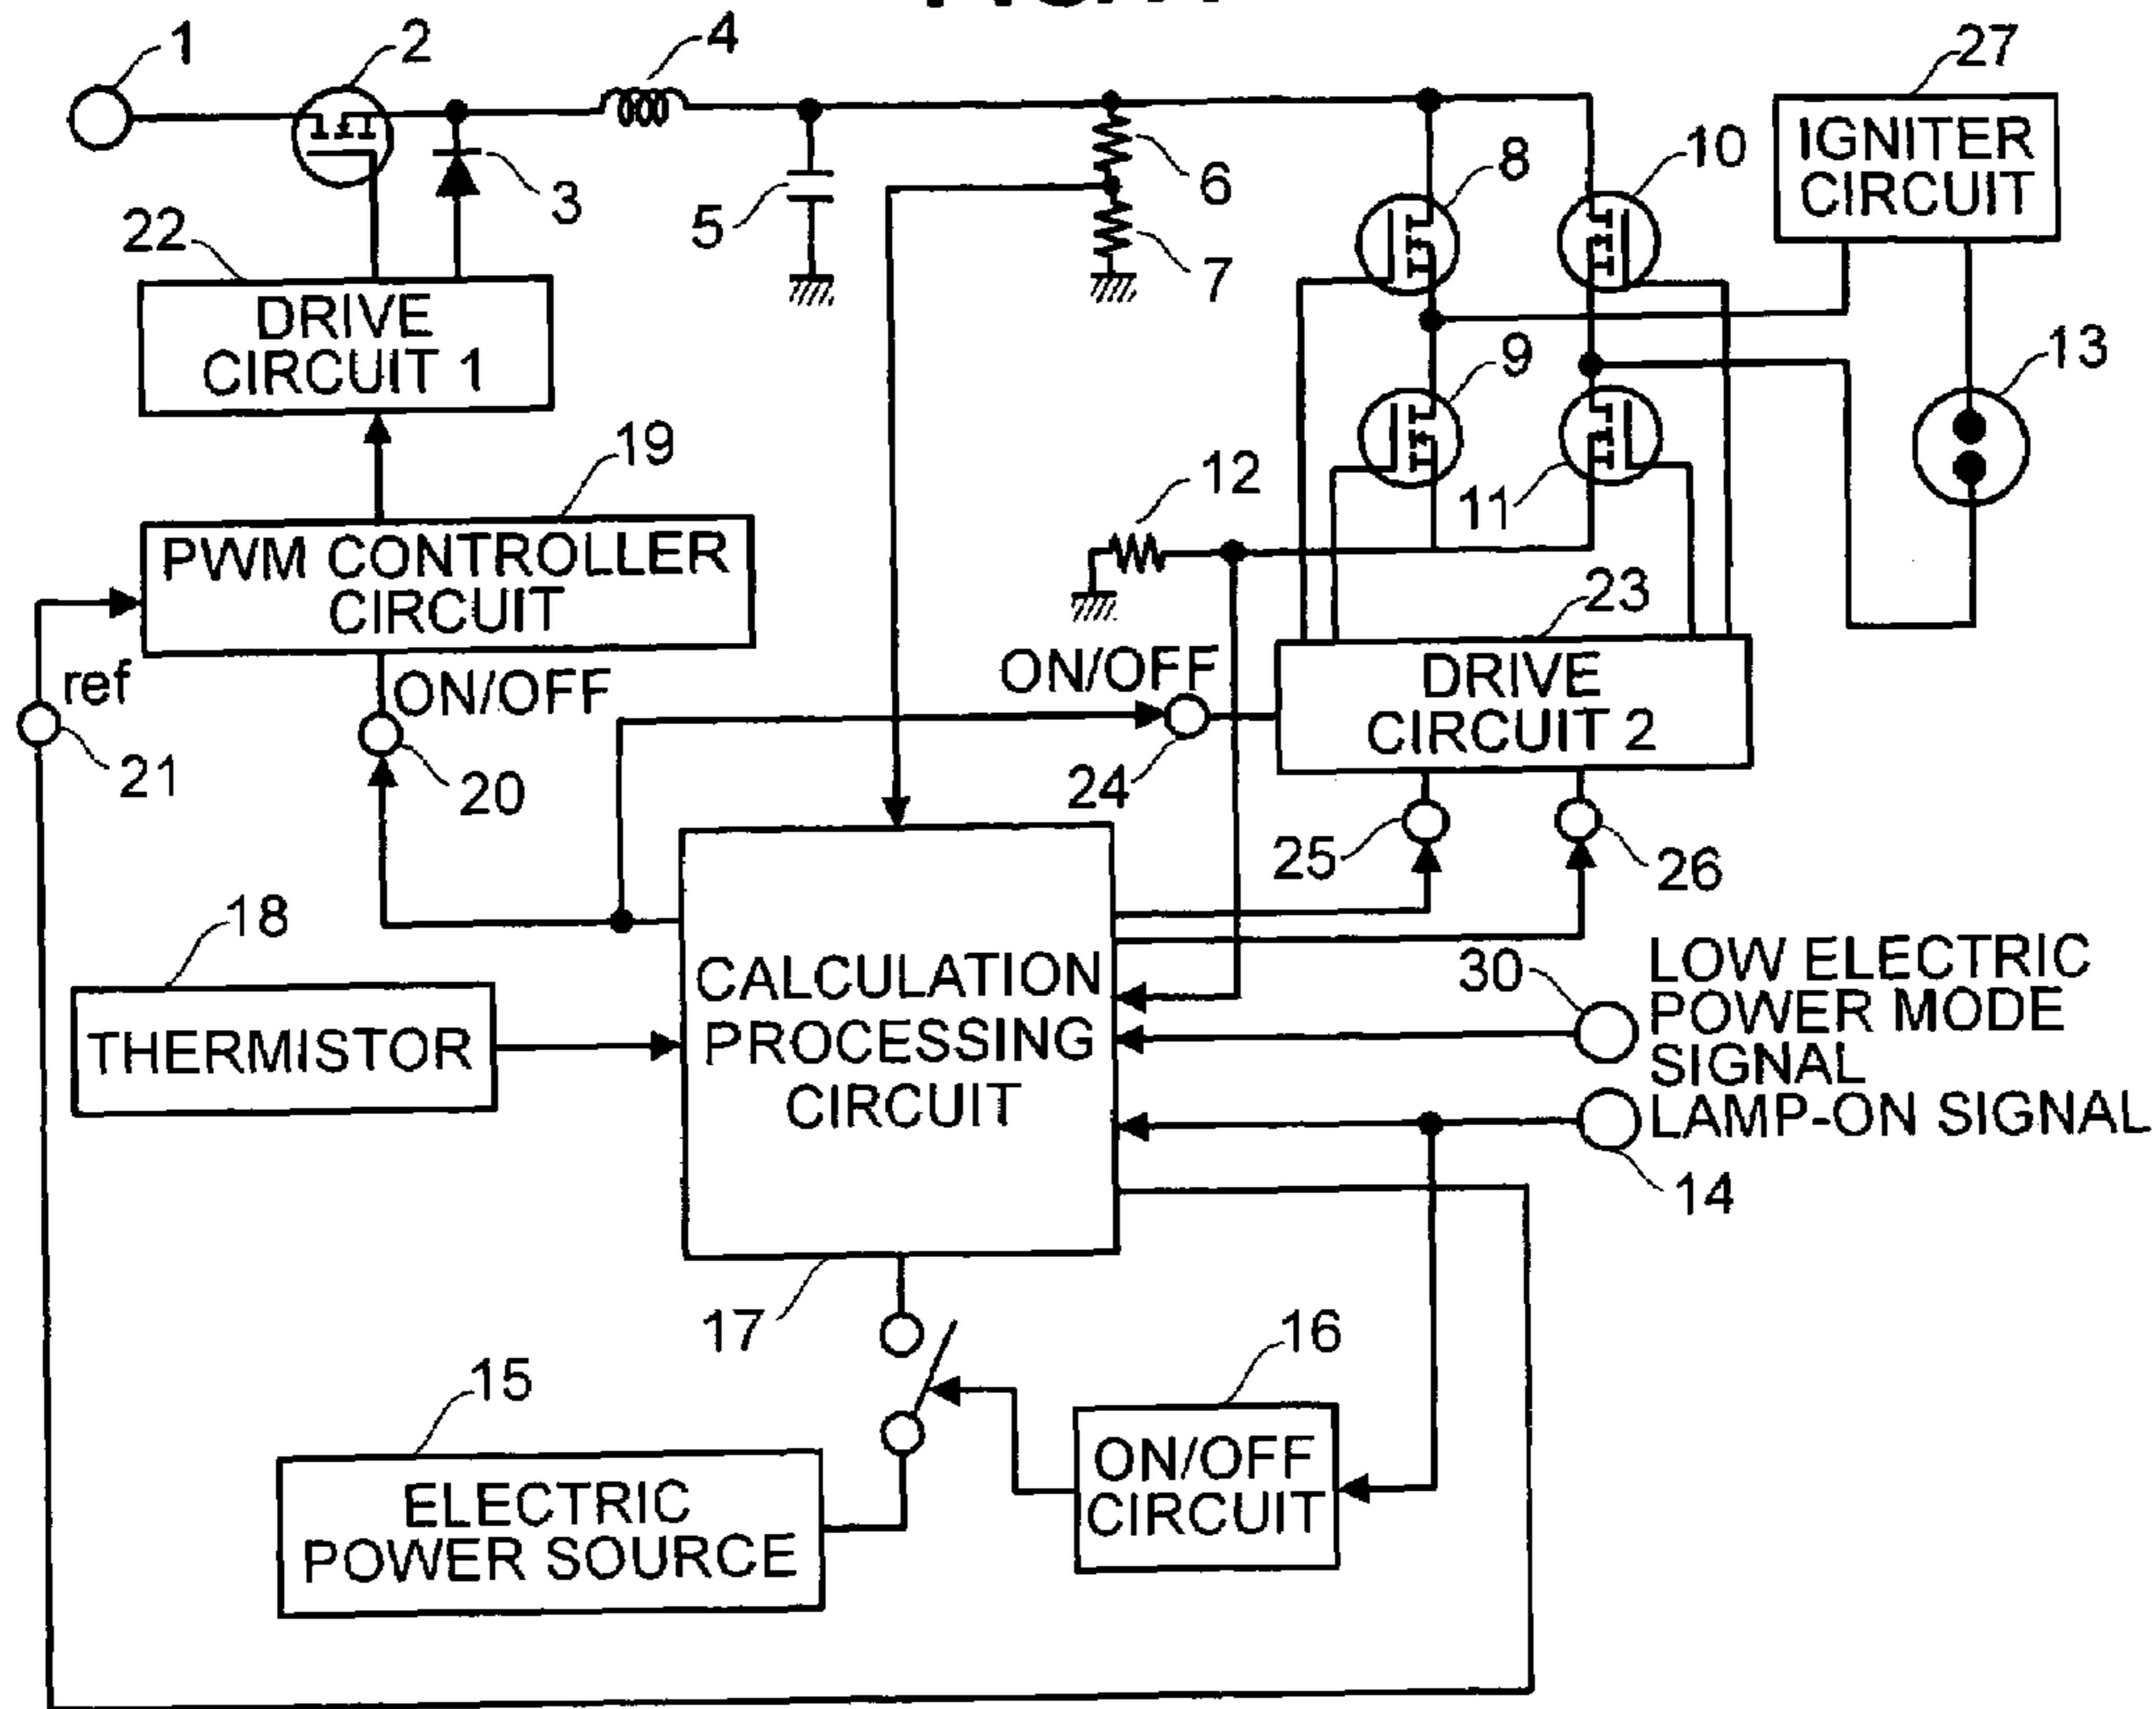 1
2
4
27
IGNITER
CIRCUIT
10
8
6
3
5
22
7
DRIVE
CIRCUIT 1
9
13
19
12
11
PWM CONTROLLER
CIRCUIT
23
ref
ON/OFF
ON/OFF
DRIVE
CIRCUIT 2
21
20
24
25
26
18
LOW ELECTRIC
POWER MODE
SIGNAL
30
CALCULATION
PROCESSING
CIRCUIT
THERMISTOR
LAMP-ON SIGNAL
14
17
16
15
ON/OFF
CIRCUIT
ELECTRIC
POWER SOURCE